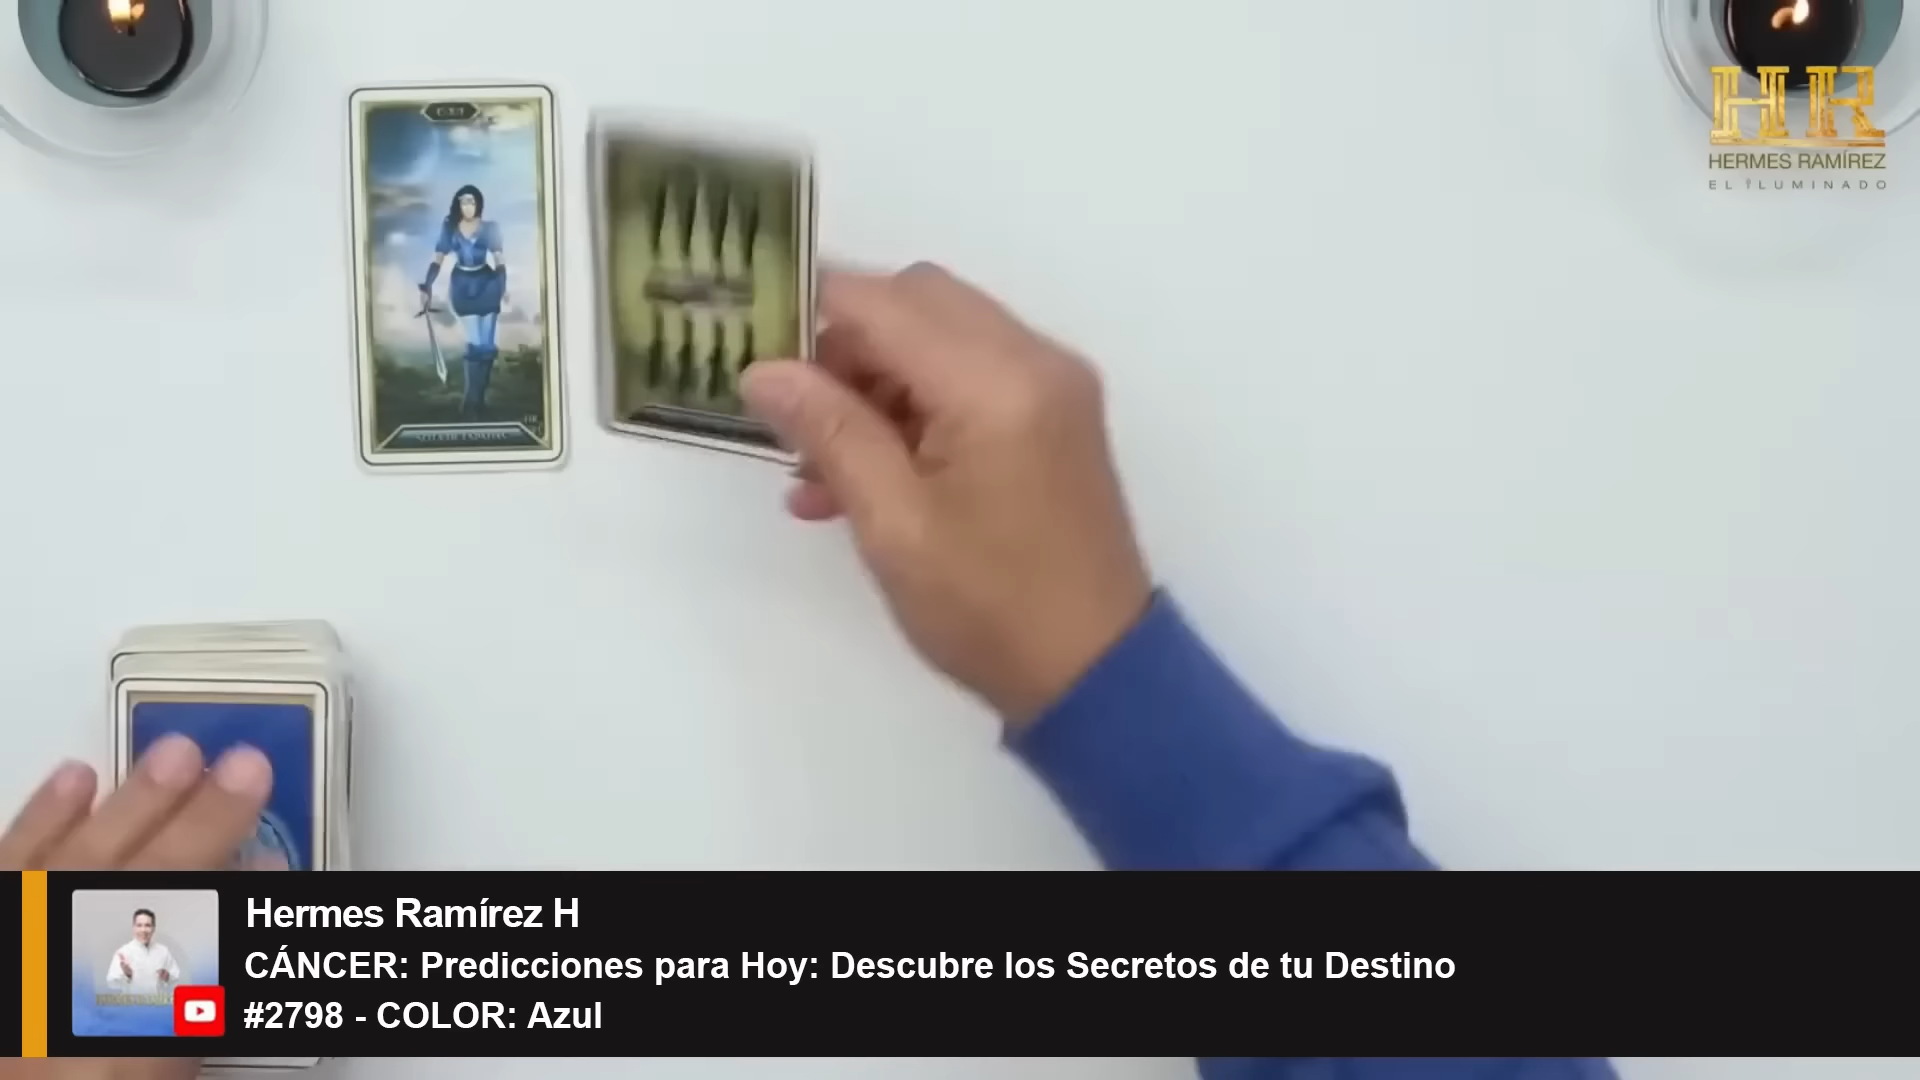 HR
HERMES RAMÍREZ
EL ILUMINADO
Hermes Ramírez H
CÁNCER: Predicciones para Hoy: Descubre los Secretos de tu Destino
#2798 - COLOR: Azul